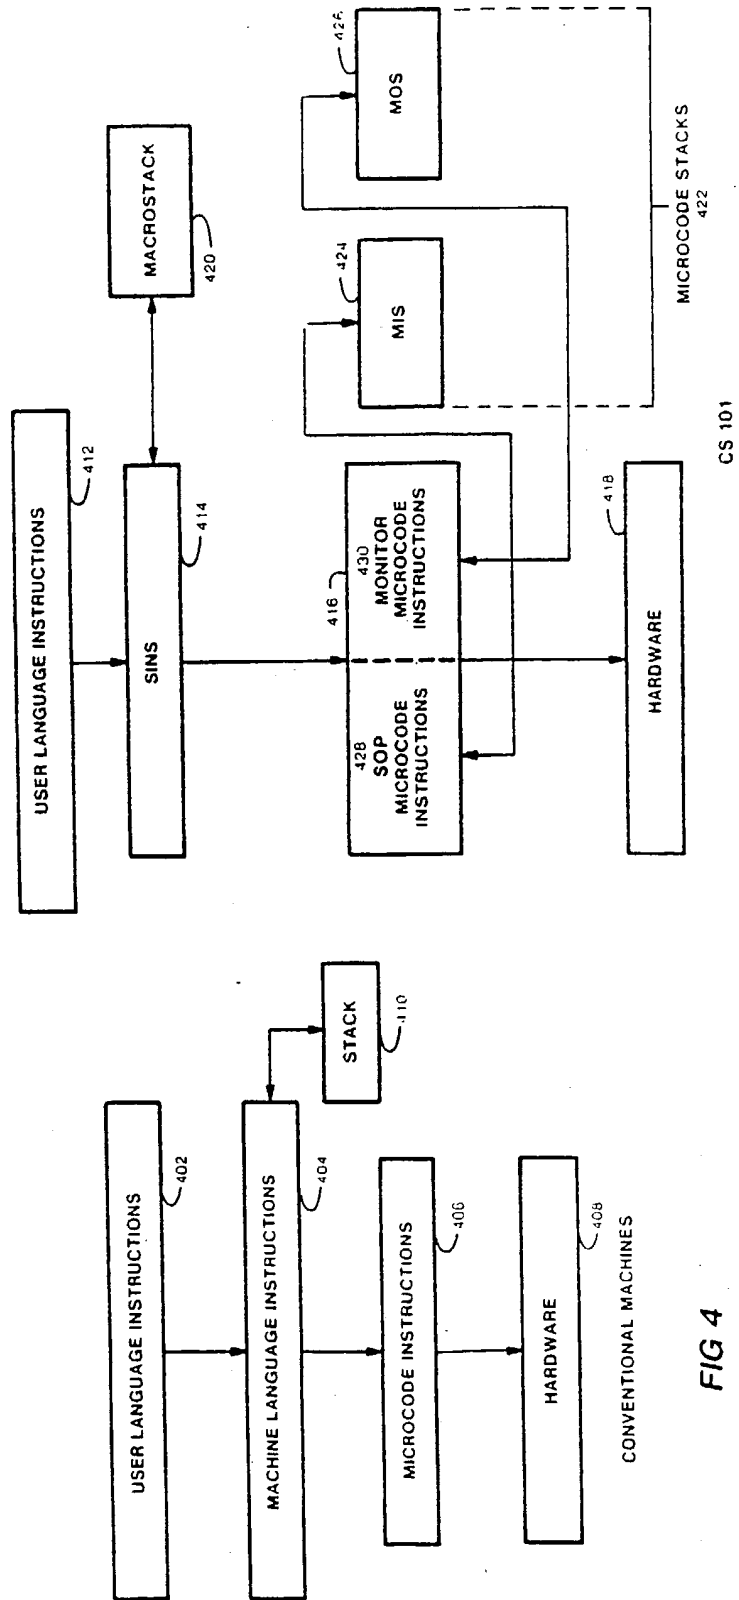 USER LANGUAGE INSTRUCTIONS
402
MACHINE LANGUAGE INSTRUCTIONS
404
STACK
410
MICROCODE INSTRUCTIONS
406
HARDWARE
408
CONVENTIONAL MACHINES
USER LANGUAGE INSTRUCTIONS
412
SINS
414
MACROSTACK
420
416
428
SOP
MICROCODE
INSTRUCTIONS
430
MONITOR
MICROCODE
INSTRUCTIONS
MIS
424
MOS
426
MICROCODE STACKS
422
HARDWARE
418
CS 101
FIG 4